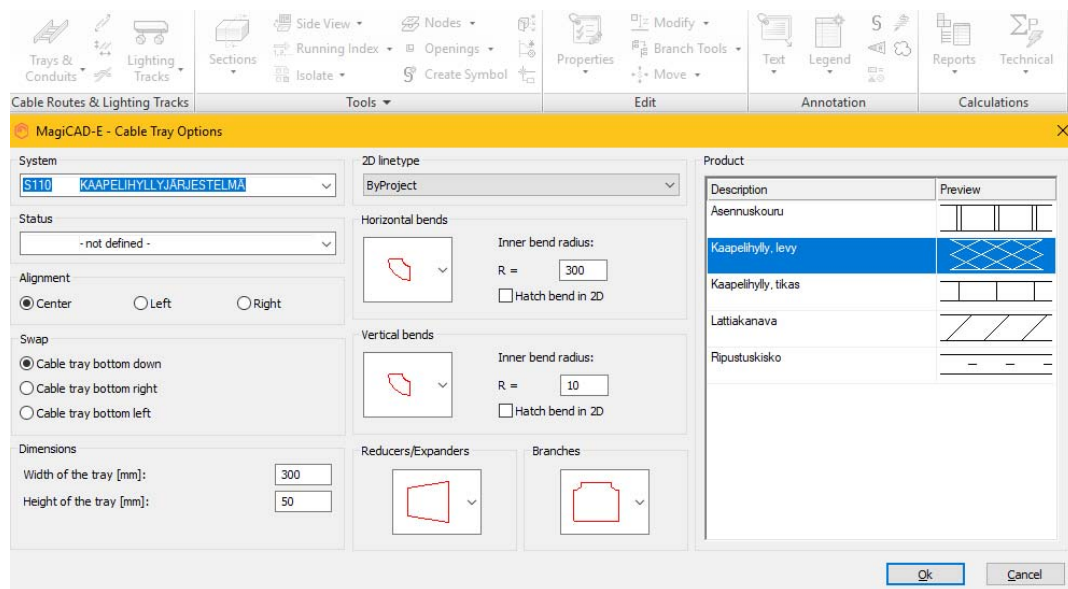 Side View
Nodes
Modify
Running Index
Openings
Branch Tools
Trays &
Conduits
Lighting
Tracks
Sections
Isolate
Create Symbol
Properties
Move
Text
Legend
Reports
Technical
Cable Routes & Lighting Tracks
Tools
Edit
Annotation
Calculations
MagiCAD-E - Cable Tray Options
System
S110 KAAPELIHYLLYJÄRJESTELMÄ
Status
- not defined -
Alignment
Center Left Right
Swap
Cable tray bottom down
Cable tray bottom right
Cable tray bottom left
Dimensions
Width of the tray [mm]: 300
Height of the tray [mm]: 50
2D linetype
ByProject
Horizontal bends
Inner bend radius:
R = 300
Hatch bend in 2D
Vertical bends
Inner bend radius:
R = 10
Hatch bend in 2D
Reducers/Expanders
Branches
Product
Description Preview
Asennuskouru
Kaapelihylly, levy
Kaapelihylly, tikas
Lattiakanava
Ripustuskisko
Ok Cancel